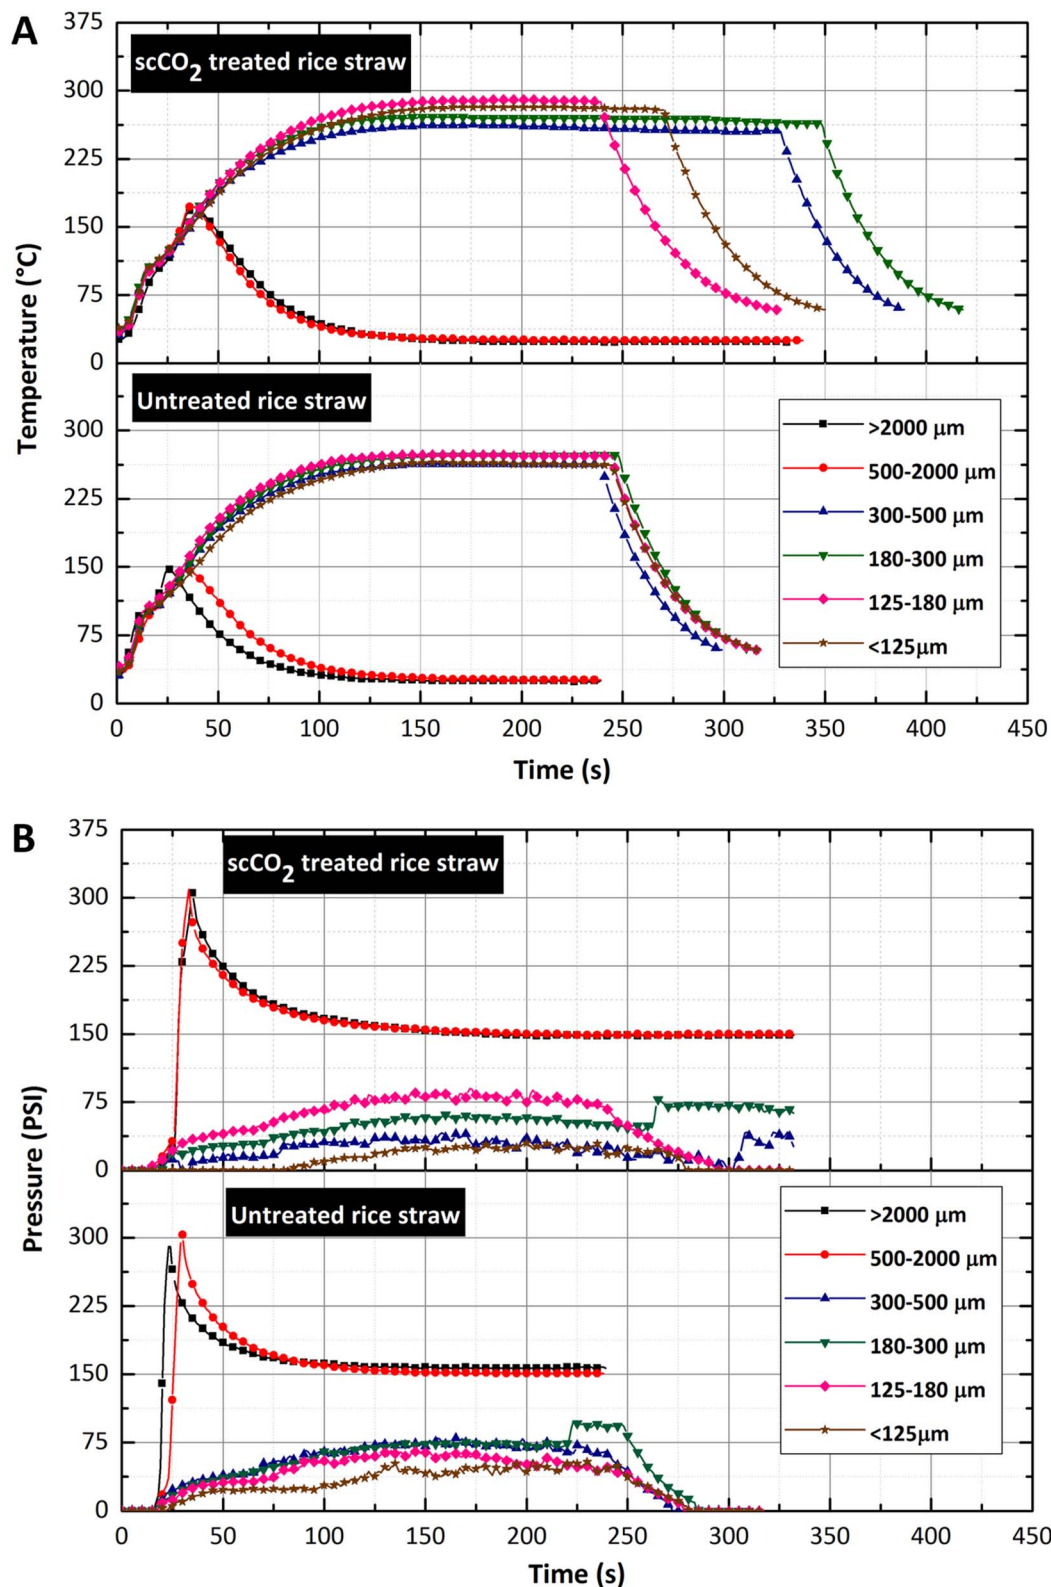 A
375
scCO2 treated rice straw
300
225
150
75
0
Untreated rice straw
300
225
150
75
0
Temperature (°C)
>2000 μm
500-2000 μm
300-500 μm
180-300 μm
125-180 μm
<125μm
0 50 100 150 200 250 300 350 400 450
Time (s)
B
375
scCO2 treated rice straw
300
225
150
75
0
Untreated rice straw
300
225
150
75
0
Pressure (PSI)
>2000 μm
500-2000 μm
300-500 μm
180-300 μm
125-180 μm
<125μm
0 50 100 150 200 250 300 350 400 450
Time (s)